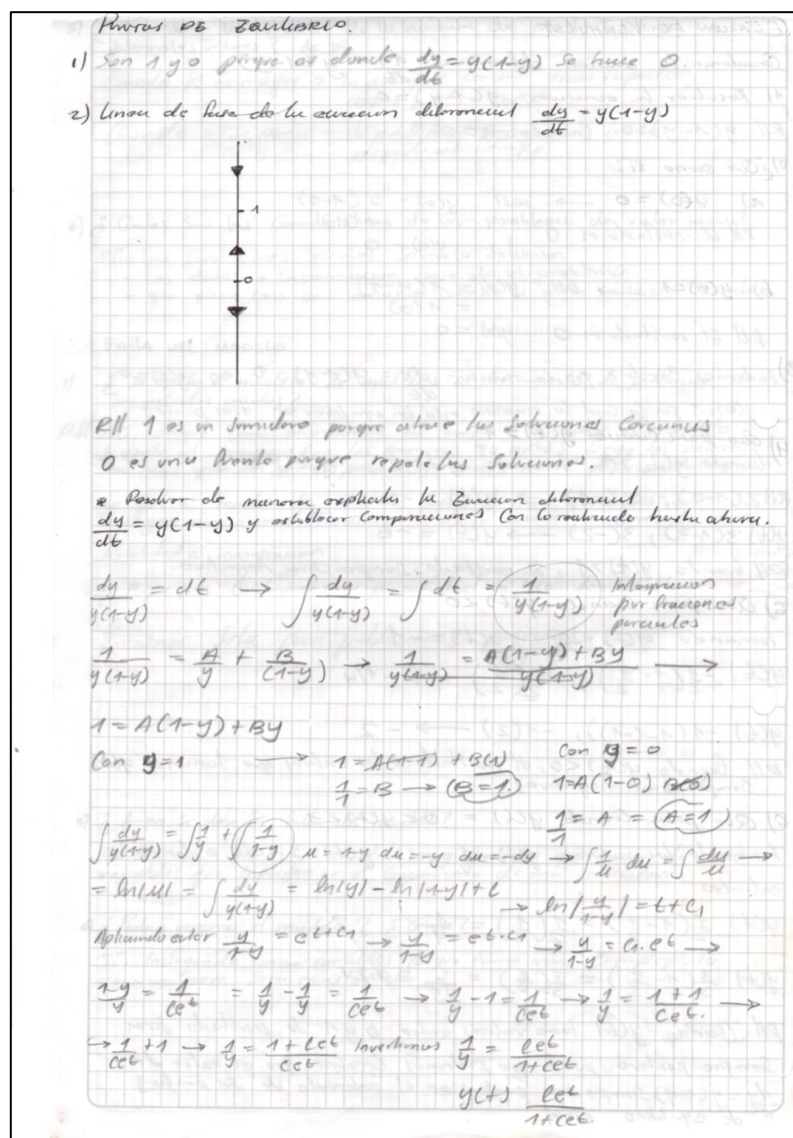 Puntos DE Equilibrio.
1) Son 1 y 0 porque es donde dy/dt = y(1-y) Se hace 0
2) Linea de fase de la ecuacion diferencial dy/dt = y(1-y)
1
0
R// 1 es un Sumidero porque atrae las Soluciones Cercanas
0 es una fuente porque repele las Soluciones.
* Resolver de manera explicita la Ecuacion diferencial
dy/dt = y(1-y) y establecer Comparaciones Con lo realizado hasta ahora.
dy/y(1-y) = dt → ∫ dy/y(1-y) = ∫ dt = 1/y(1-y) Integracion por fracciones parciales
1/y(1-y) = A/y + B/(1-y) → 1/y(1-y) = A(1-y)+By/y(1-y) →
1 = A(1-y)+By
Con y=1 → 1=A(1-1)+B(1) Con y=0
1/1=B → (B=1) 1=A(1-0) B(0)
1/1=A = (A=1)
∫ dy/y(1-y) = ∫ 1/y + ∫ 1/1-y u = 1-y du=-y du=-dy → ∫ 1/u du = ∫ du/u →
= ln|u| = ∫ dy/y(1-y) = ln(y) - ln|1-y|+C
→ ln|y/1-y| = t+C1
Aplicando y/1-y = e^t+C1 → y/1-y = e^t·C1 → y/1-y = C1·e^t →
1-y/y = 1/Ce^t = 1/y - y/y = 1/Ce^t → 1/y - 1 = 1/Ce^t → 1/y = 1+1/Ce^t. →
→ 1/Ce^t +1 → 1/y = 1+Ce^t/Ce^t Invertimos 1/y = Ce^t/1+Ce^t
y(t) Ce^t/1+Ce^t.